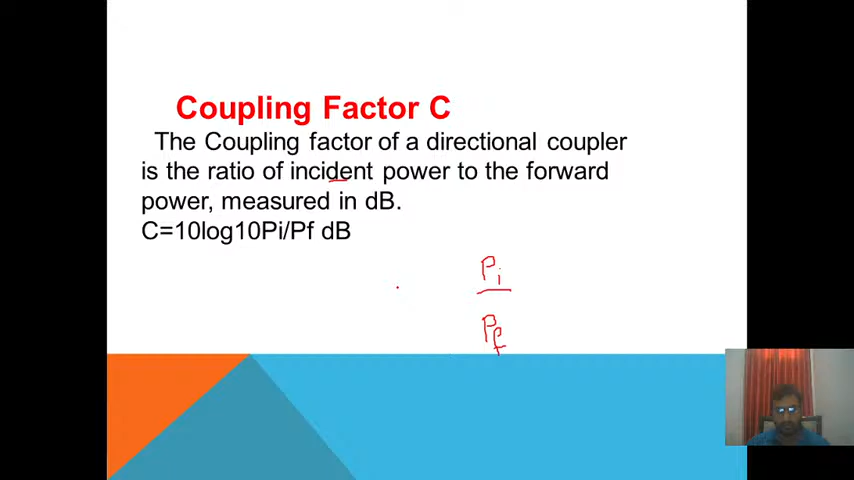 Coupling Factor C
The Coupling factor of a directional coupler
is the ratio of incident power to the forward
power, measured in dB.
C=10log10Pi/Pf dB
Pi
Pf